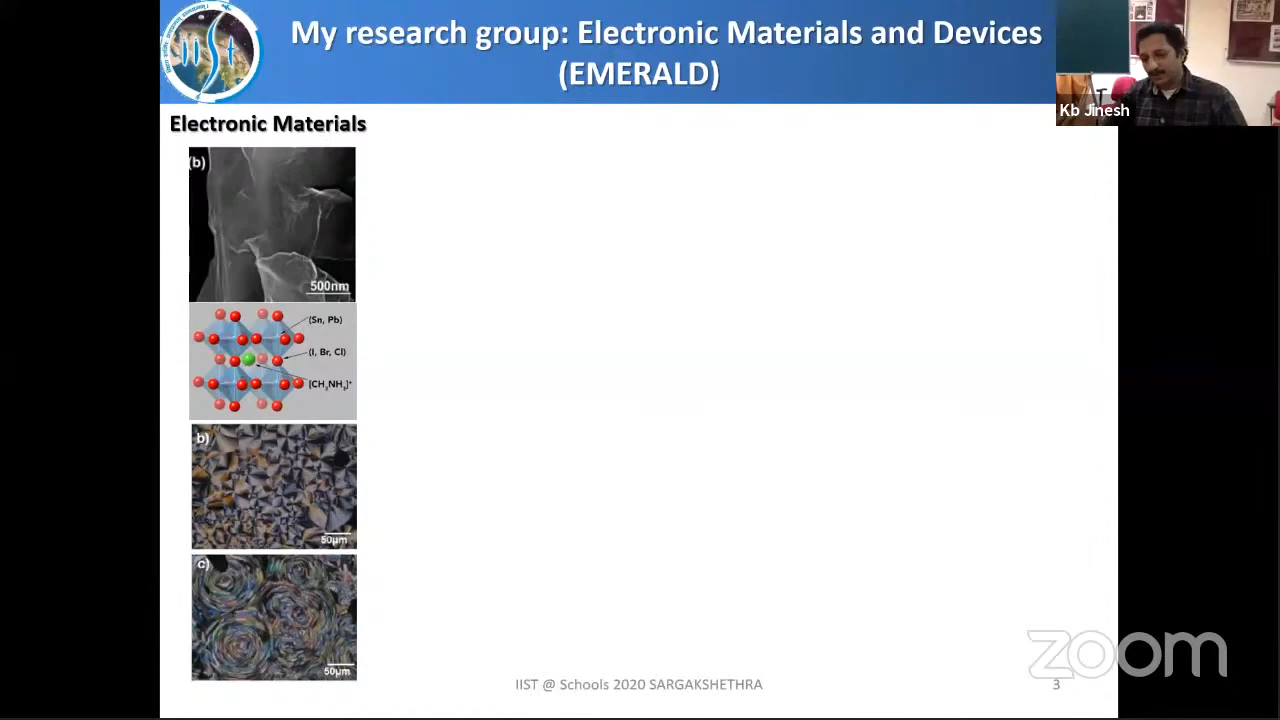 My research group: Electronic Materials and Devices
(EMERALD)
Kb Jinesh
Electronic Materials
(b)
500nm
(Sn, Pb)
(I, Br, Cl)
[CH3NH3]+
b)
50μm
c)
50μm
iist
zoom
IIST @ Schools 2020 SARGAKSHETHRA
3